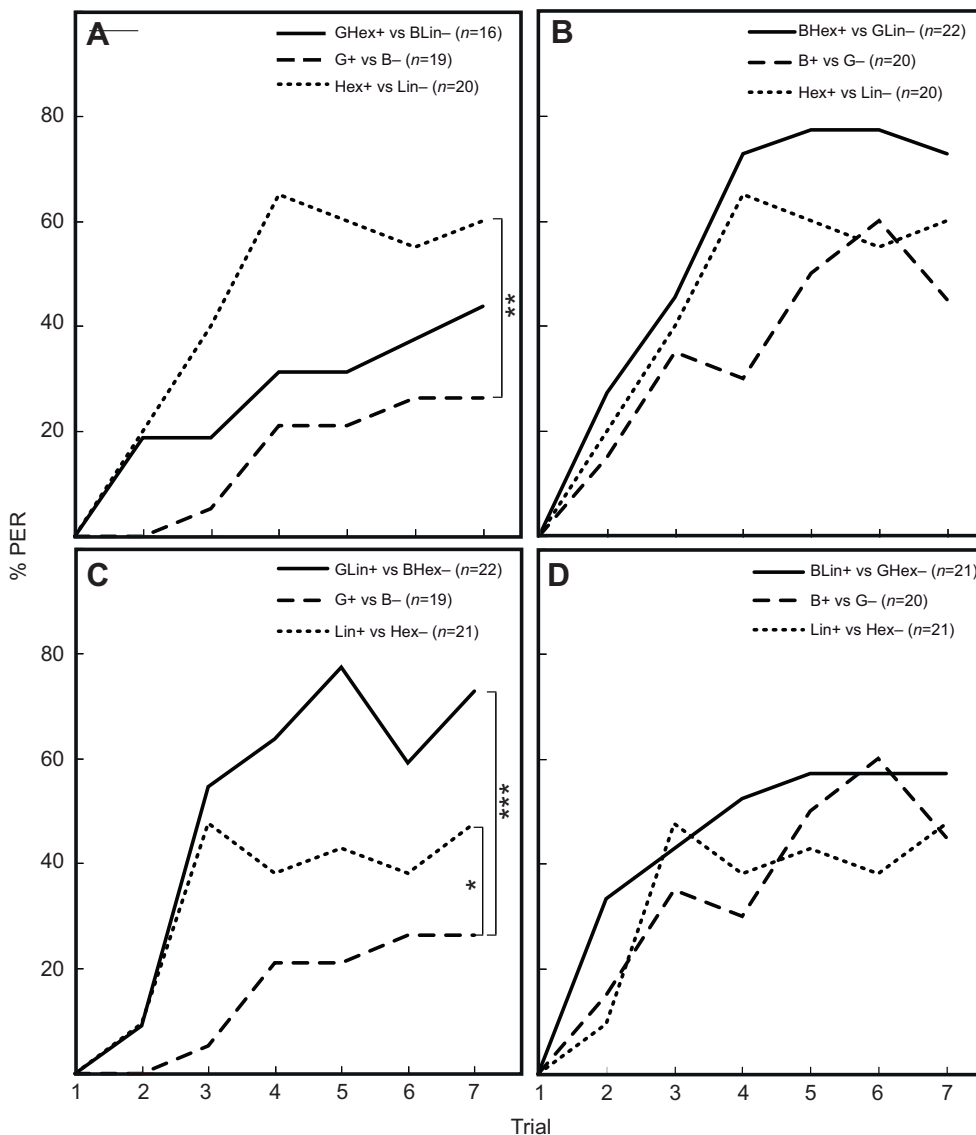 A
GHex+ vs BLin– (n=16)
G+ vs B– (n=19)
Hex+ vs Lin– (n=20)
80
60
40
20
**
B
BHex+ vs GLin– (n=22)
B+ vs G– (n=20)
Hex+ vs Lin– (n=20)
% PER
C
GLin+ vs BHex– (n=22)
G+ vs B– (n=19)
Lin+ vs Hex– (n=21)
80
60
40
20
***
*
1 2 3 4 5 6 7
D
BLin+ vs GHex– (n=21)
B+ vs G– (n=20)
Lin+ vs Hex– (n=21)
1 2 3 4 5 6 7
Trial